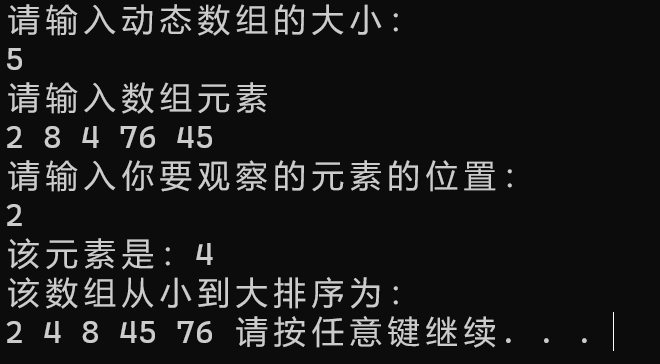 请输入动态数组的大小：
5
请输入数组元素
2 8 4 76 45
请输入你要观察的元素的位置：
2
该元素是：4
该数组从小到大排序为：
2 4 8 45 76 请按任意键继续. . .